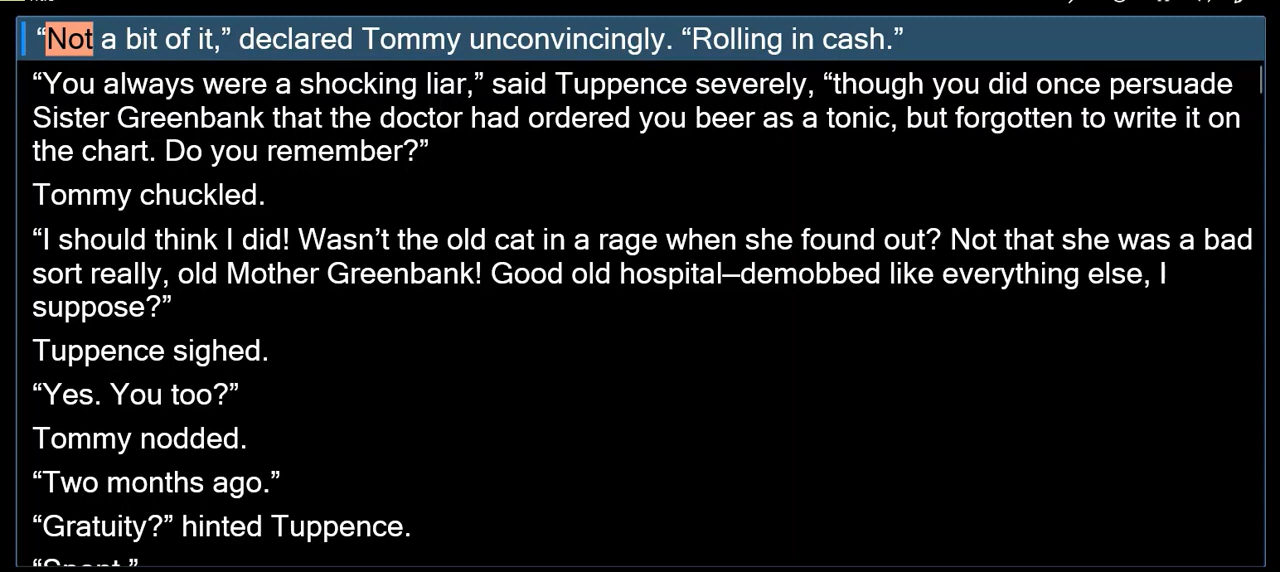 “Not a bit of it,” declared Tommy unconvincingly. “Rolling in cash.”
“You always were a shocking liar,” said Tuppence severely, “though you did once persuade
Sister Greenbank that the doctor had ordered you beer as a tonic, but forgotten to write it on
the chart. Do you remember?”
Tommy chuckled.
“I should think I did! Wasn’t the old cat in a rage when she found out? Not that she was a bad
sort really, old Mother Greenbank! Good old hospital—demobbed like everything else, I
suppose?”
Tuppence sighed.
“Yes. You too?”
Tommy nodded.
“Two months ago.”
“Gratuity?” hinted Tuppence.